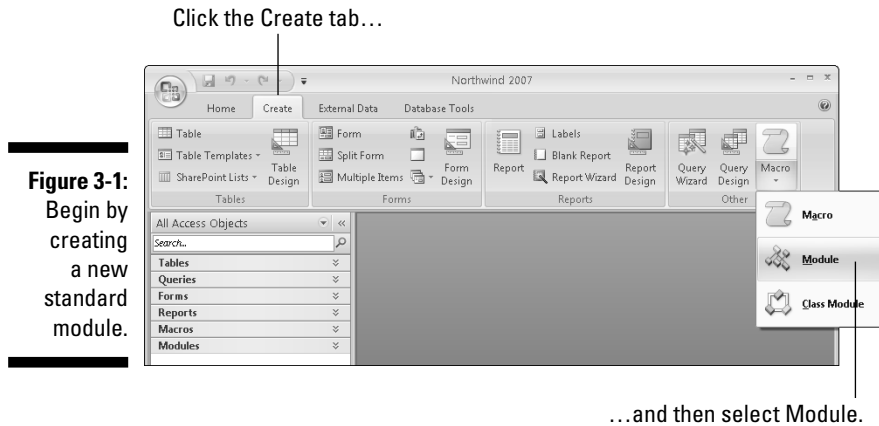 Click the Create tab…
Northwind 2007
Home Create External Data Database Tools
Table
Table Templates
SharePoint Lists
Table Design
Tables
Form
Split Form
Multiple Items
Form Design
Forms
Report
Labels
Blank Report
Report Wizard
Report Design
Reports
Query Wizard
Query Design
Macro
Other
Macro
Module
Class Module
All Access Objects
Search...
Tables
Queries
Forms
Reports
Macros
Modules
Figure 3-1:
Begin by
creating
a new
standard
module.
…and then select Module.